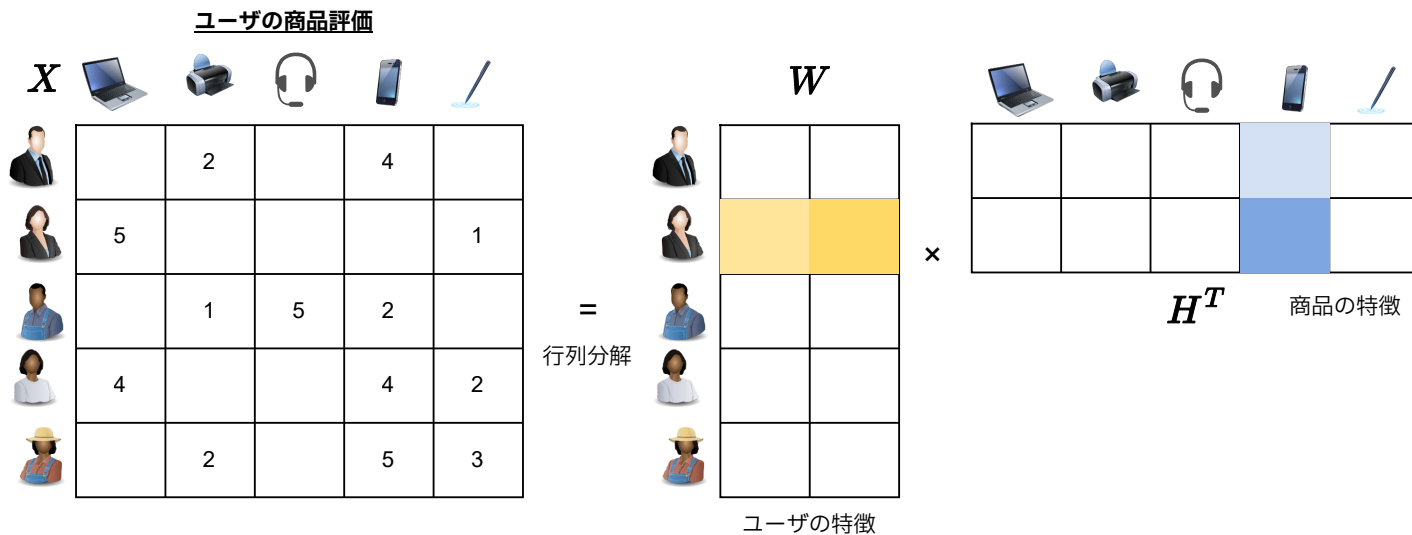 ユーザの商品評価
X
2 4
5 1
1 5 2
4 4 2
2 5 3
=
行列分解
W
ユーザの特徴
×
H^T
商品の特徴